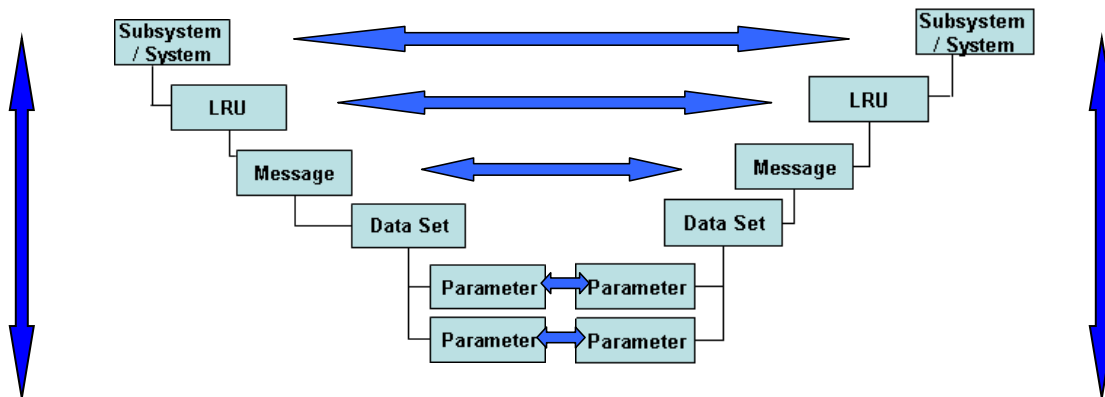 Subsystem
/ System
Subsystem
/ System
LRU
LRU
Message
Message
Data Set
Data Set
Parameter
Parameter
Parameter
Parameter